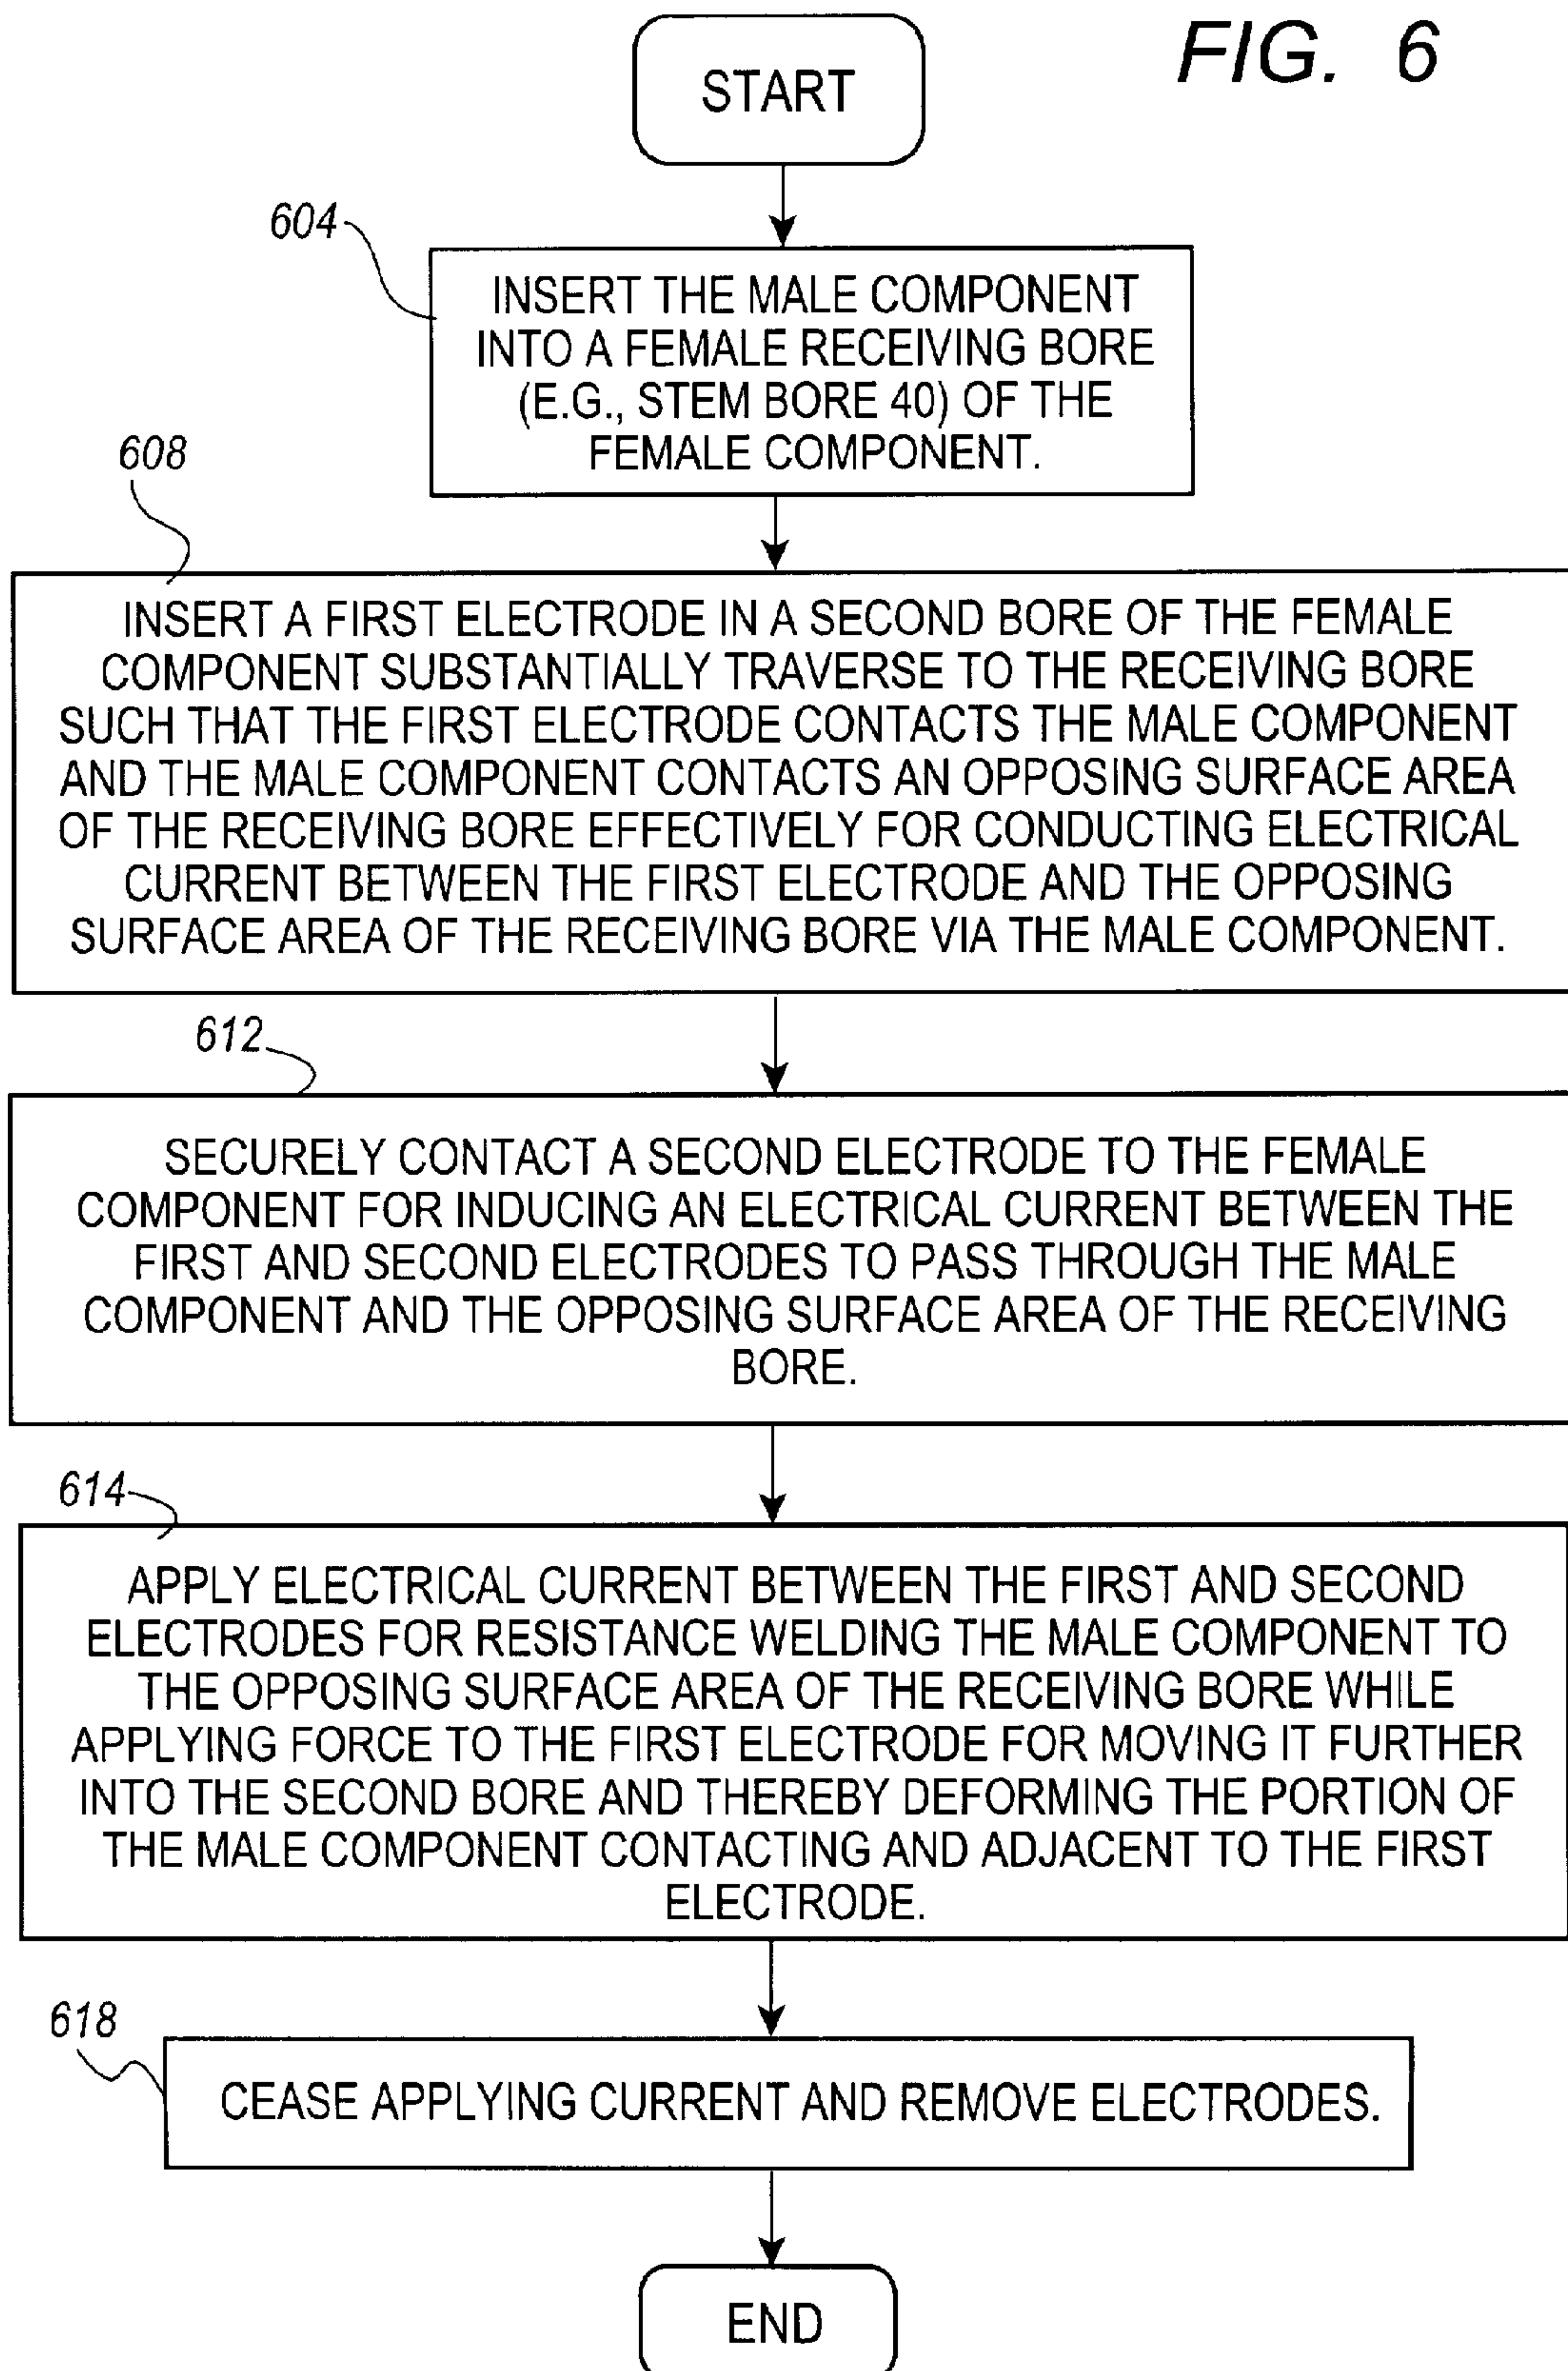 FIG. 6
START
604
INSERT THE MALE COMPONENT
INTO A FEMALE RECEIVING BORE
(E.G., STEM BORE 40) OF THE
FEMALE COMPONENT.
608
INSERT A FIRST ELECTRODE IN A SECOND BORE OF THE FEMALE
COMPONENT SUBSTANTIALLY TRAVERSE TO THE RECEIVING BORE
SUCH THAT THE FIRST ELECTRODE CONTACTS THE MALE COMPONENT
AND THE MALE COMPONENT CONTACTS AN OPPOSING SURFACE AREA
OF THE RECEIVING BORE EFFECTIVELY FOR CONDUCTING ELECTRICAL
CURRENT BETWEEN THE FIRST ELECTRODE AND THE OPPOSING
SURFACE AREA OF THE RECEIVING BORE VIA THE MALE COMPONENT.
612
SECURELY CONTACT A SECOND ELECTRODE TO THE FEMALE
COMPONENT FOR INDUCING AN ELECTRICAL CURRENT BETWEEN THE
FIRST AND SECOND ELECTRODES TO PASS THROUGH THE MALE
COMPONENT AND THE OPPOSING SURFACE AREA OF THE RECEIVING
BORE.
614
APPLY ELECTRICAL CURRENT BETWEEN THE FIRST AND SECOND
ELECTRODES FOR RESISTANCE WELDING THE MALE COMPONENT TO
THE OPPOSING SURFACE AREA OF THE RECEIVING BORE WHILE
APPLYING FORCE TO THE FIRST ELECTRODE FOR MOVING IT FURTHER
INTO THE SECOND BORE AND THEREBY DEFORMING THE PORTION OF
THE MALE COMPONENT CONTACTING AND ADJACENT TO THE FIRST
ELECTRODE.
618
CEASE APPLYING CURRENT AND REMOVE ELECTRODES.
END